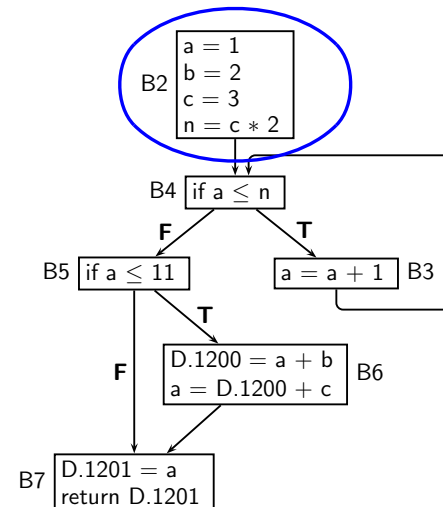 B2
a = 1
b = 2
c = 3
n = c ∗ 2
B4
if a ≤ n
F
T
B5
if a ≤ 11
a = a + 1
B3
T
F
D.1200 = a + b
a = D.1200 + c
B6
B7
D.1201 = a
return D.1201